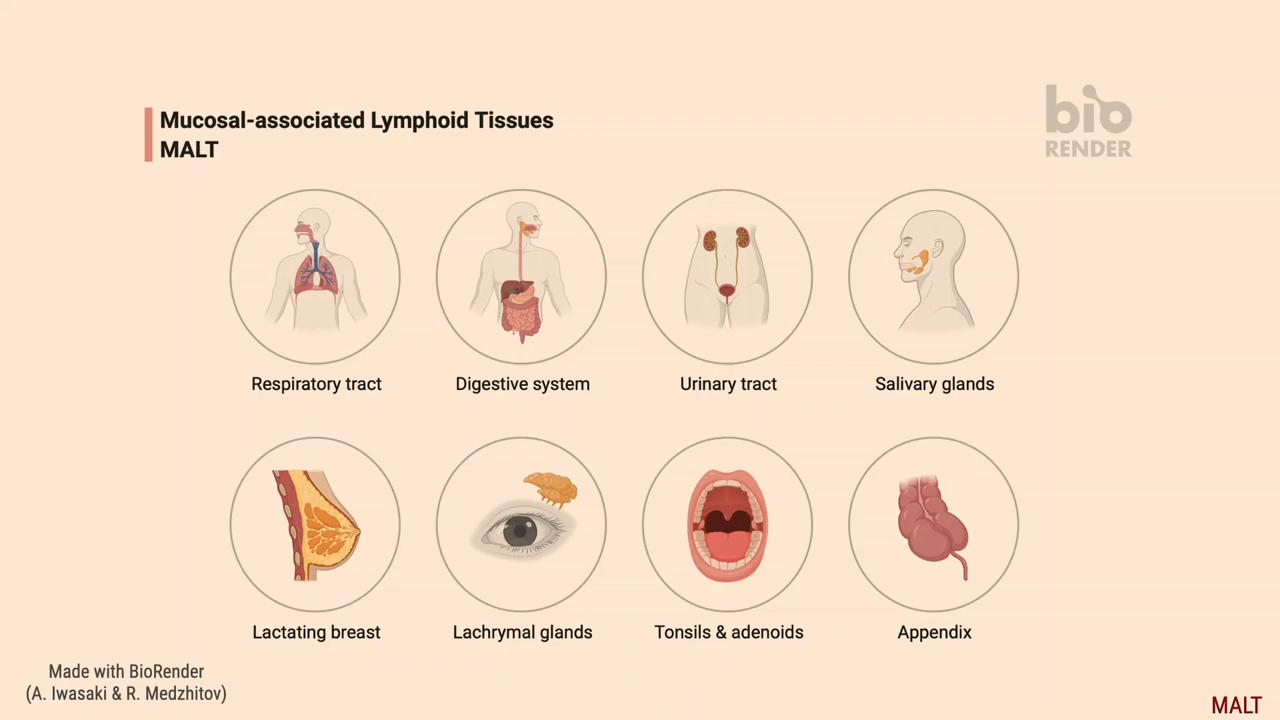 Mucosal-associated Lymphoid Tissues
MALT
bio
RENDER
Respiratory tract
Digestive system
Urinary tract
Salivary glands
Lactating breast
Lachrymal glands
Tonsils & adenoids
Appendix
Made with BioRender
(A. Iwasaki & R. Medzhitov)
MALT